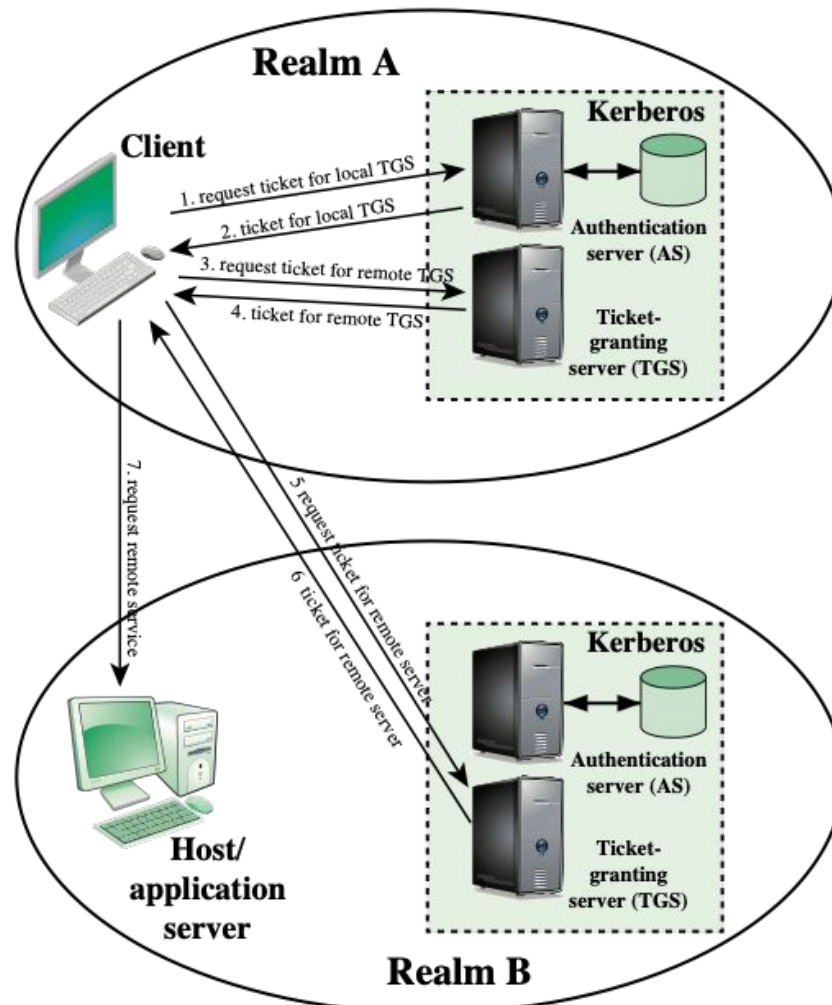 Realm A
Kerberos
Client
1. request ticket for local TGS
2. ticket for local TGS
Authentication
server (AS)
3. request ticket for remote TGS
4. ticket for remote TGS
Ticket-
granting
server (TGS)
5 request ticket for remote server
6 ticket for remote server
7. request remote service
Kerberos
Authentication
server (AS)
Host/
application
server
Ticket-
granting
server (TGS)
Realm B